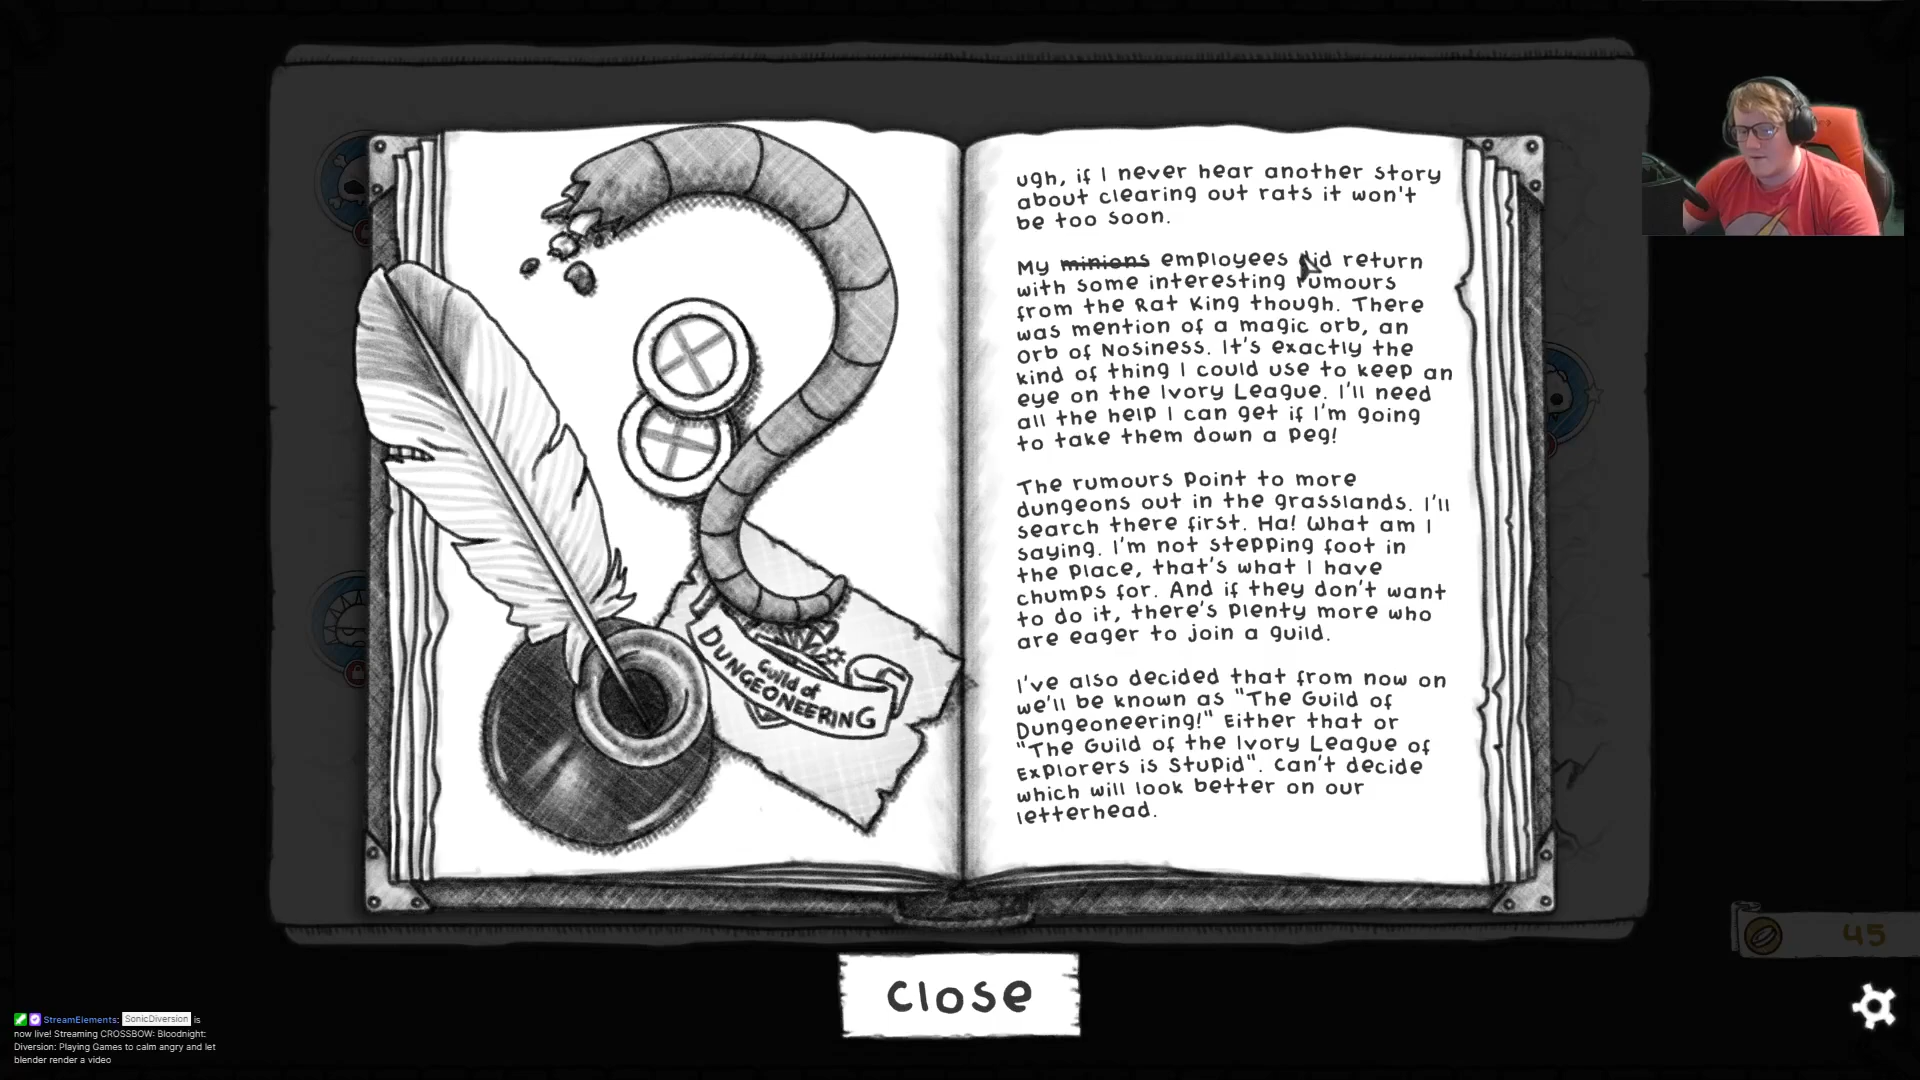 ugh, if I never hear another story
about clearing out rats it won't
be too soon.
My minions employees did return
with some interesting rumours
from the Rat King though. There
was mention of a magic orb, an
Orb of Nosiness. It's exactly the
kind of thing I could use to keep an
eye on the Ivory League. I'll need
all the help I can get if I'm going
to take them down a peg!
The rumours point to more
dungeons out in the grasslands. I'll
search there first. Ha! What am I
saying. I'm not stepping foot in
the place, that's what I have
chumps for. And if they don't want
to do it, there's plenty more who
are eager to join a guild.
I've also decided that from now on
we'll be known as "The Guild of
Dungeoneering!" Either that or
"The Guild of the Ivory League of
Explorers is Stupid". Can't decide
which will look better on our
letterhead.
Guild of
DUNGEONEERING
45
Close
StreamElements: SonicDiversion is
now live! Streaming CROSSBOW: Bloodnight:
Diversion: Playing Games to calm angry and let
blender render a video